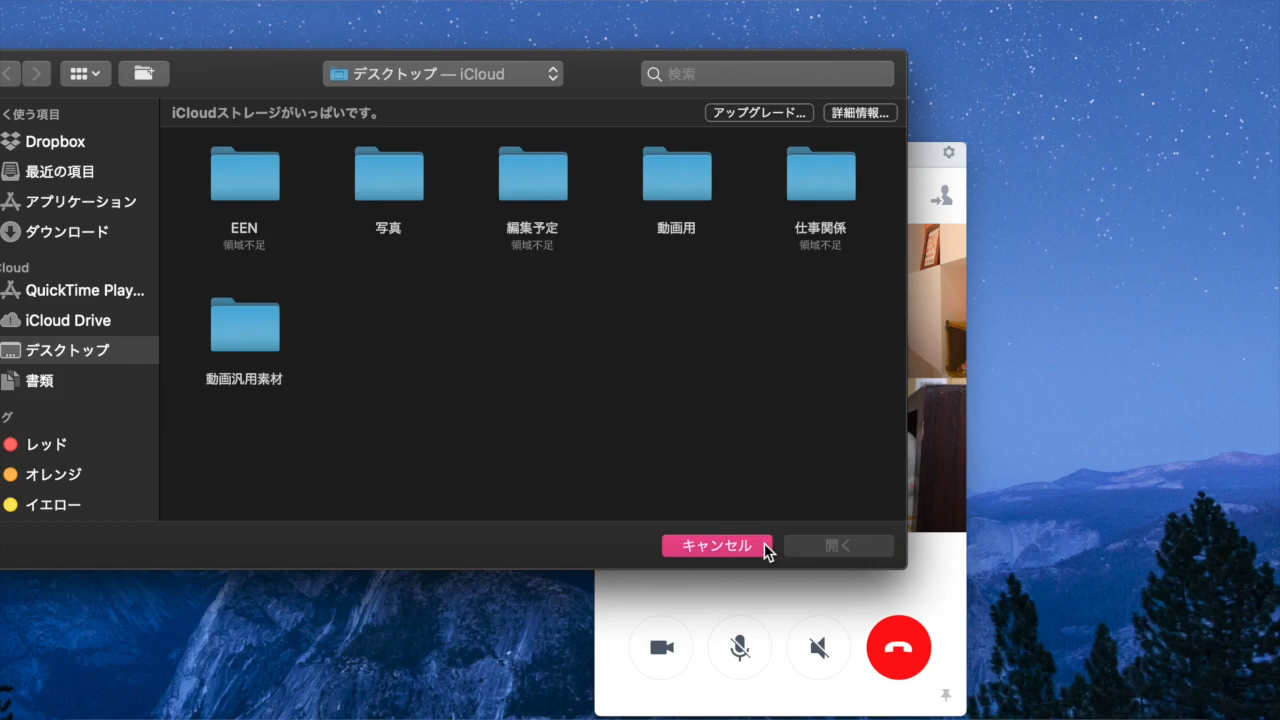 デスクトップ — iCloud
検索
く使う項目
Dropbox
最近の項目
アプリケーション
ダウンロード
Cloud
QuickTime Play...
iCloud Drive
デスクトップ
書類
グ
レッド
オレンジ
イエロー
iCloudストレージがいっぱいです。
アップグレード...
詳細情報...
EEN
領域不足
写真
編集予定
領域不足
動画用
仕事関係
領域不足
動画汎用素材
キャンセル
開く